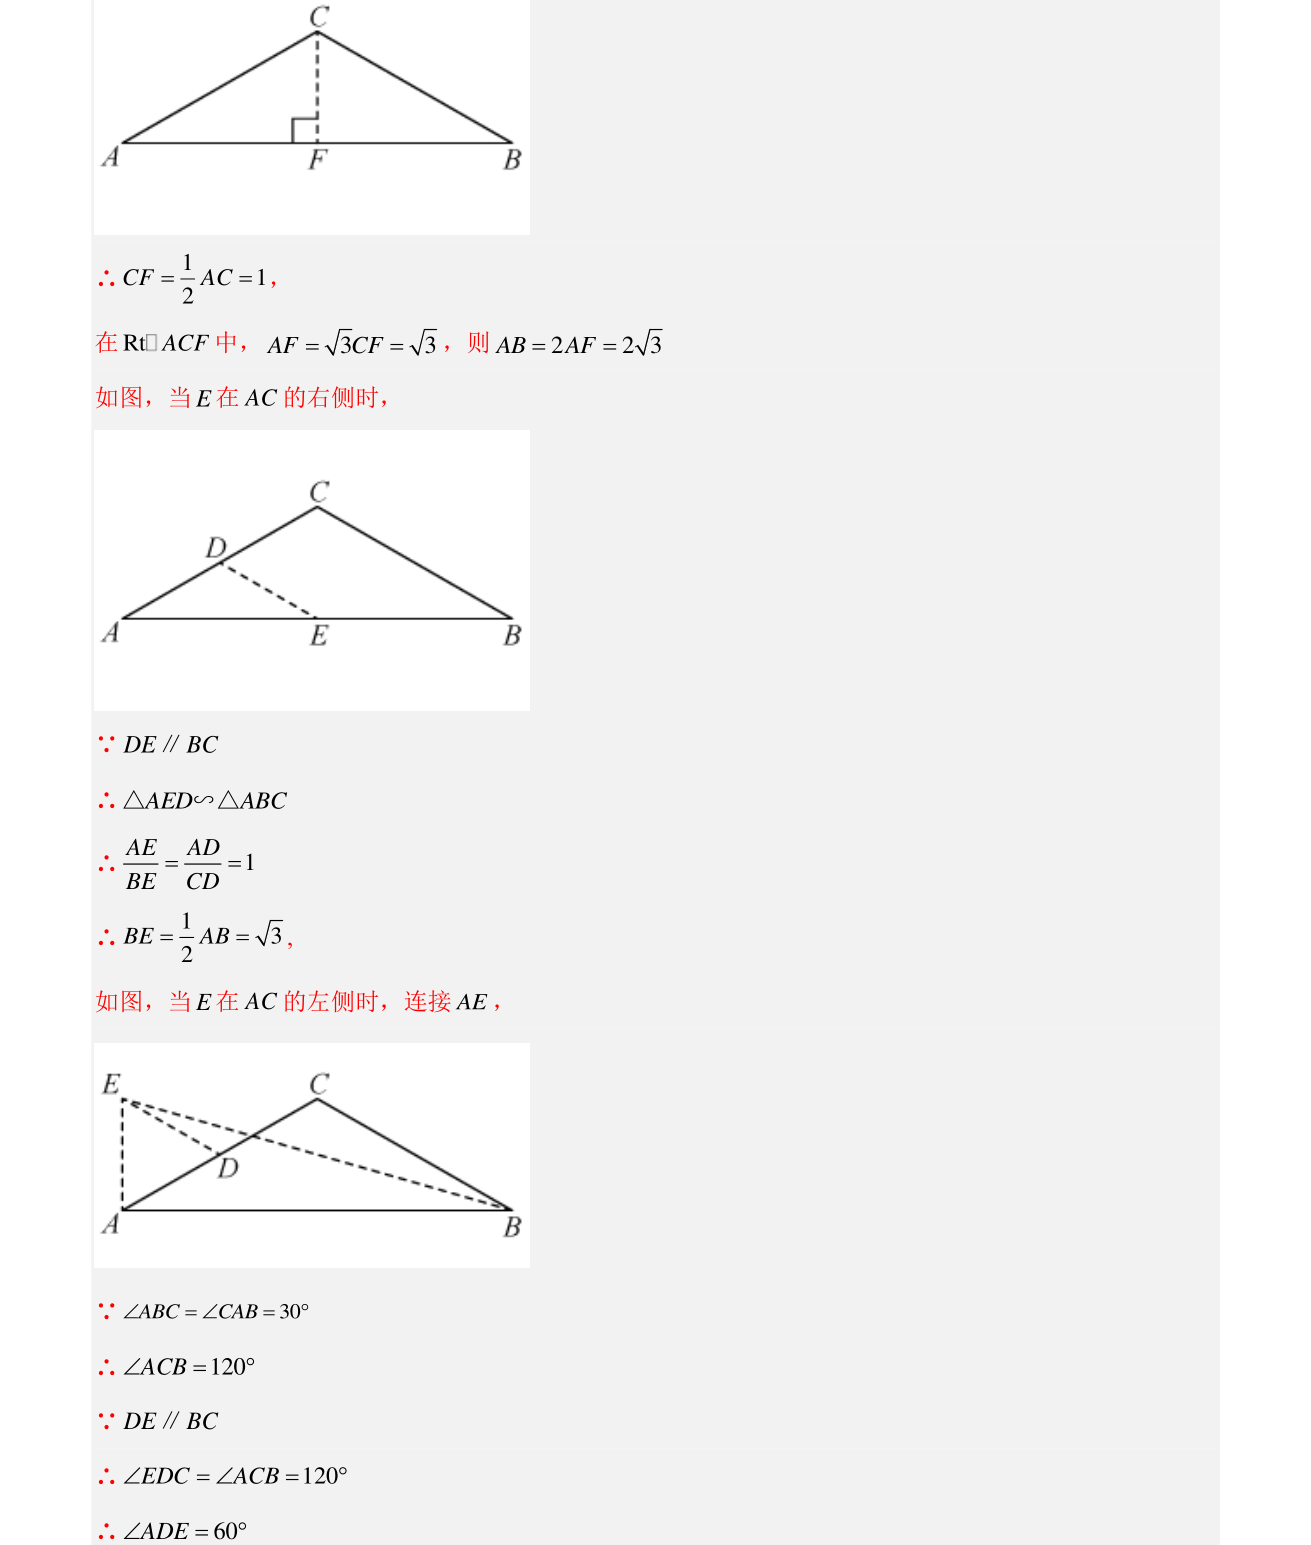 C
A F B
∴ CF = 1/2 AC = 1，
在 Rt□ ACF 中， AF = √3CF = √3 ，则 AB = 2AF = 2√3
如图，当 E 在 AC 的右侧时，
C
D
A E B
∵ DE // BC
∴ △AED∽△ABC
∴ AE/BE = AD/CD = 1
∴ BE = 1/2 AB = √3 ,
如图，当 E 在 AC 的左侧时，连接 AE ，
E C
D
A B
∵ ∠ABC = ∠CAB = 30°
∴ ∠ACB = 120°
∵ DE // BC
∴ ∠EDC = ∠ACB = 120°
∴ ∠ADE = 60°